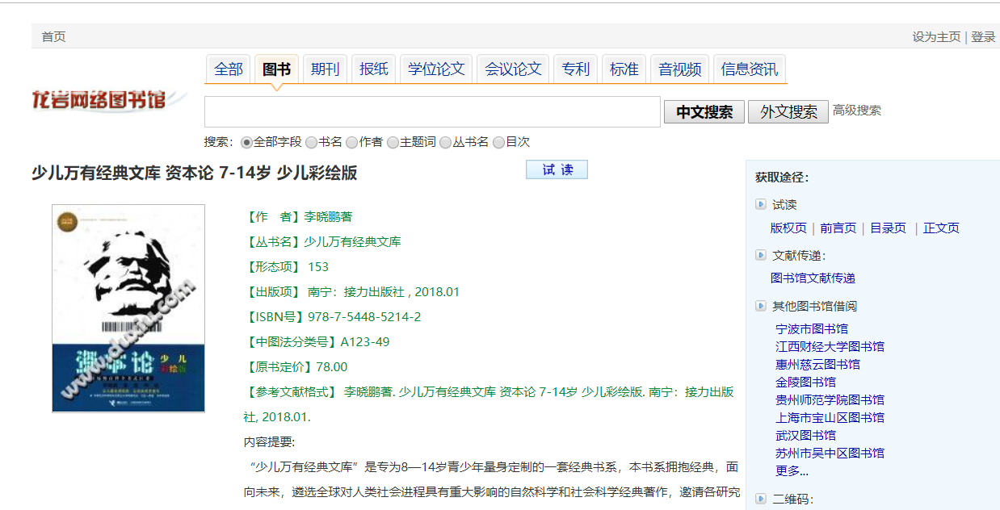 首页
设为主页 | 登录
全部 图书 期刊 报纸 学位论文 会议论文 专利 标准 音视频 信息资讯
龙岩网络图书馆
中文搜索 外文搜索 高级搜索
搜索: 全部字段 书名 作者 主题词 丛书名 目次
少儿万有经典文库 资本论 7-14岁 少儿彩绘版
试 读
www.duxiu.com
资本论 少儿彩绘版
【作　者】李晓鹏著
【丛书名】少儿万有经典文库
【形态项】 153
【出版项】 南宁：接力出版社 , 2018.01
【ISBN号】978-7-5448-5214-2
【中图法分类号】A123-49
【原书定价】78.00
【参考文献格式】 李晓鹏著. 少儿万有经典文库 资本论 7-14岁 少儿彩绘版. 南宁：接力出版
社, 2018.01.
内容提要:
“少儿万有经典文库”是专为8—14岁青少年量身定制的一套经典书系，本书系拥抱经典，面
向未来，遴选全球对人类社会进程具有重大影响的自然科学和社会科学经典著作，邀请各研究
获取途径：
试读
版权页 | 前言页 | 目录页 | 正文页
文献传递：
图书馆文献传递
其他图书馆借阅
宁波市图书馆
江西财经大学图书馆
惠州慈云图书馆
金陵图书馆
贵州师范学院图书馆
上海市宝山区图书馆
武汉图书馆
苏州市吴中区图书馆
更多...
二维码：